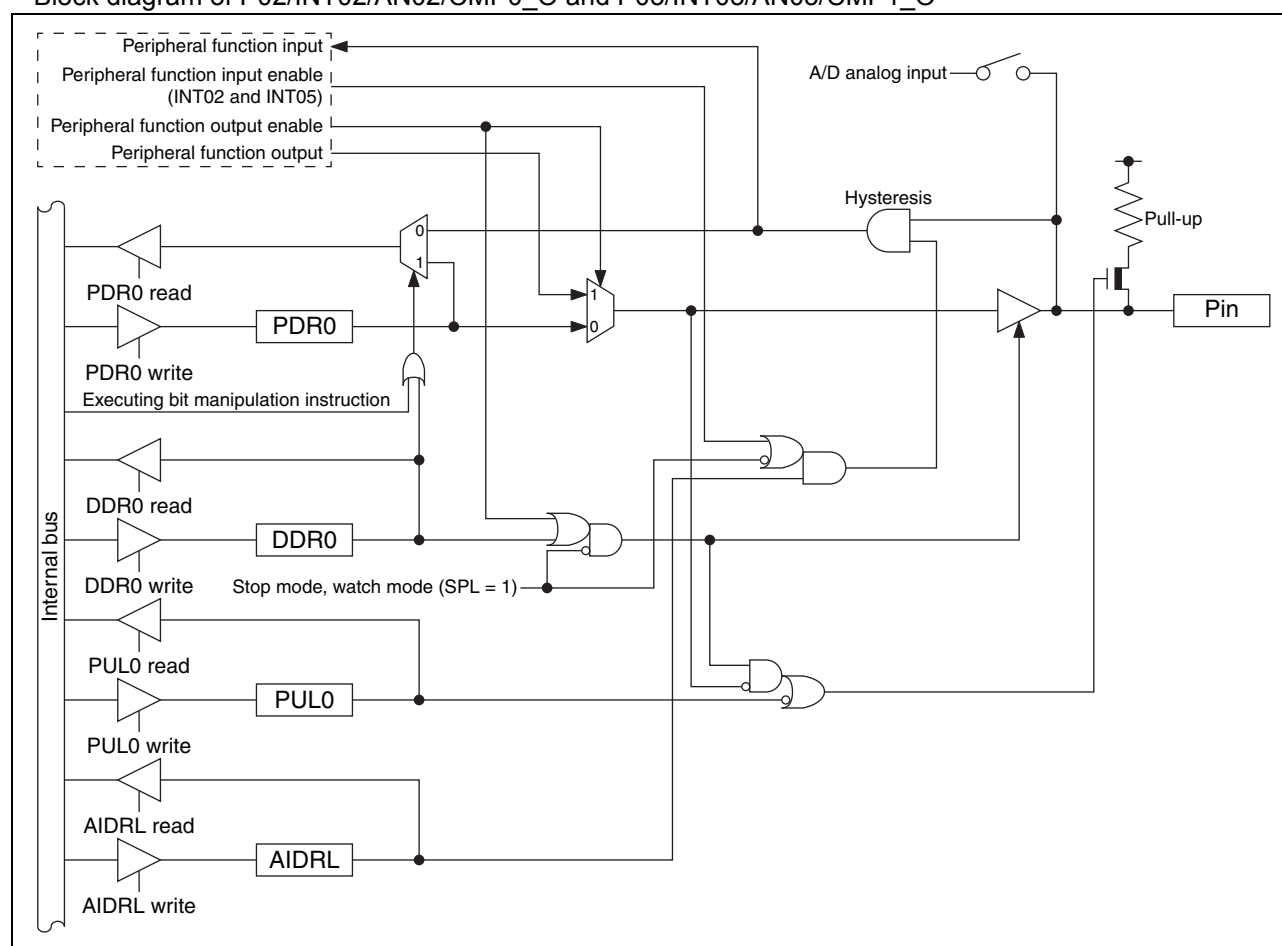 Peripheral function input
Peripheral function input enable
(INT02 and INT05)
Peripheral function output enable
Peripheral function output
A/D analog input
Hysteresis
Pull-up
0
1
PDR0 read
1
0
PDR0
Pin
PDR0 write
Executing bit manipulation instruction
DDR0 read
DDR0
DDR0 write
Stop mode, watch mode (SPL = 1)
Internal bus
PUL0 read
PUL0
PUL0 write
AIDRL read
AIDRL
AIDRL write